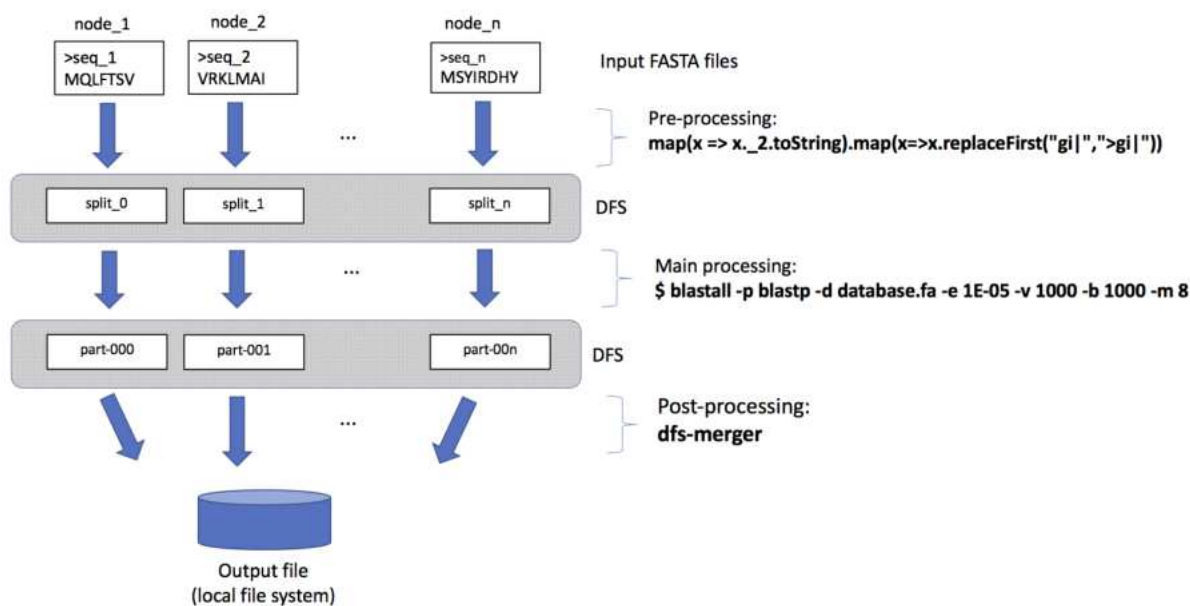 node_1
node_2
node_n
>seq_1
MQLFTSV
>seq_2
VRKLMAI
>seq_n
MSYIRDHY
Input FASTA files
...
Pre-processing:
map(x => x._2.toString).map(x=>x.replaceFirst("gi|",">gi|"))
split_0
split_1
split_n
DFS
...
Main processing:
$ blastall -p blastp -d database.fa -e 1E-05 -v 1000 -b 1000 -m 8
part-000
part-001
part-00n
DFS
...
Post-processing:
dfs-merger
Output file
(local file system)